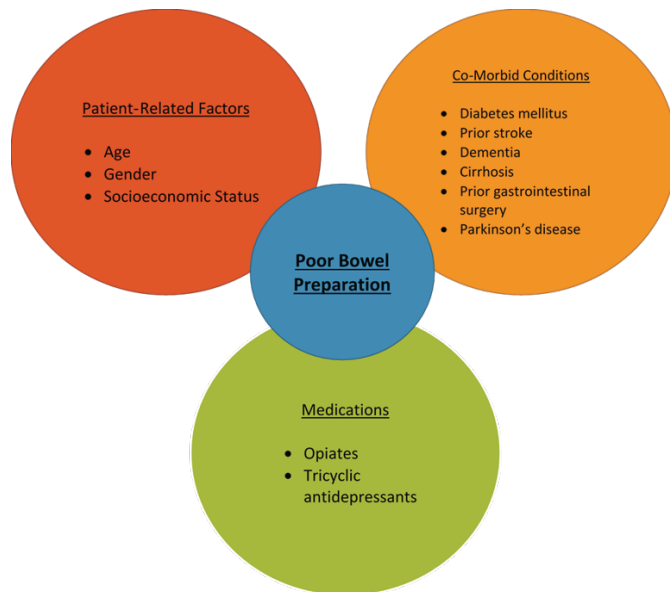 Patient-Related Factors
• Age
• Gender
• Socioeconomic Status
Co-Morbid Conditions
• Diabetes mellitus
• Prior stroke
• Dementia
• Cirrhosis
• Prior gastrointestinal
surgery
• Parkinson's disease
Poor Bowel
Preparation
Medications
• Opiates
• Tricyclic
antidepressants